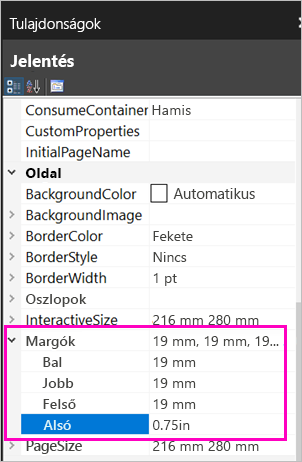 Tulajdonságok
Jelentés
ConsumeContainer Hamis
CustomProperties
InitialPageName
Oldal
BackgroundColor Automatikus
BackgroundImage
BorderColor Fekete
BorderStyle Nincs
BorderWidth 1 pt
Oszlopok
InteractiveSize 216 mm 280 mm
Margók 19 mm, 19 mm, 19...
Bal 19 mm
Jobb 19 mm
Felső 19 mm
Alsó 0.75in
PageSize 216 mm 280 mm